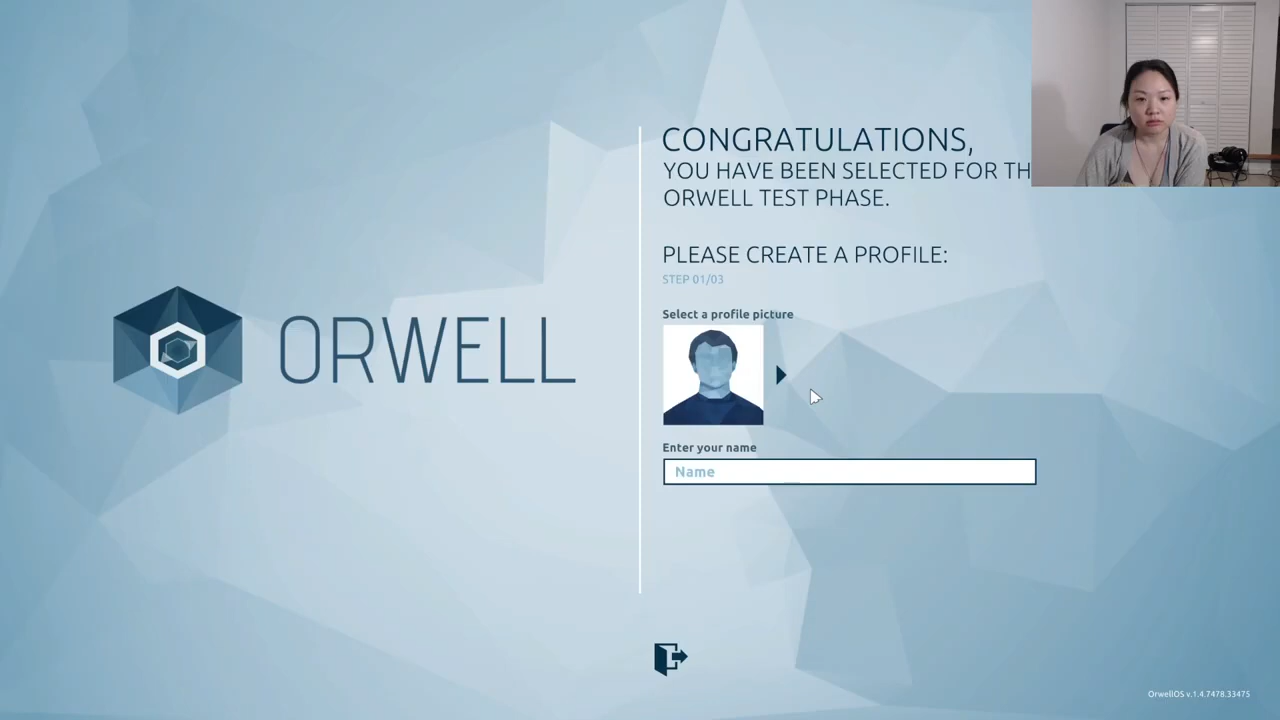 CONGRATULATIONS,
YOU HAVE BEEN SELECTED FOR TH
ORWELL TEST PHASE.
PLEASE CREATE A PROFILE:
STEP 01/03
Select a profile picture
ORWELL
Enter your name
Name
OrwellOS v.1.4.7478.33475